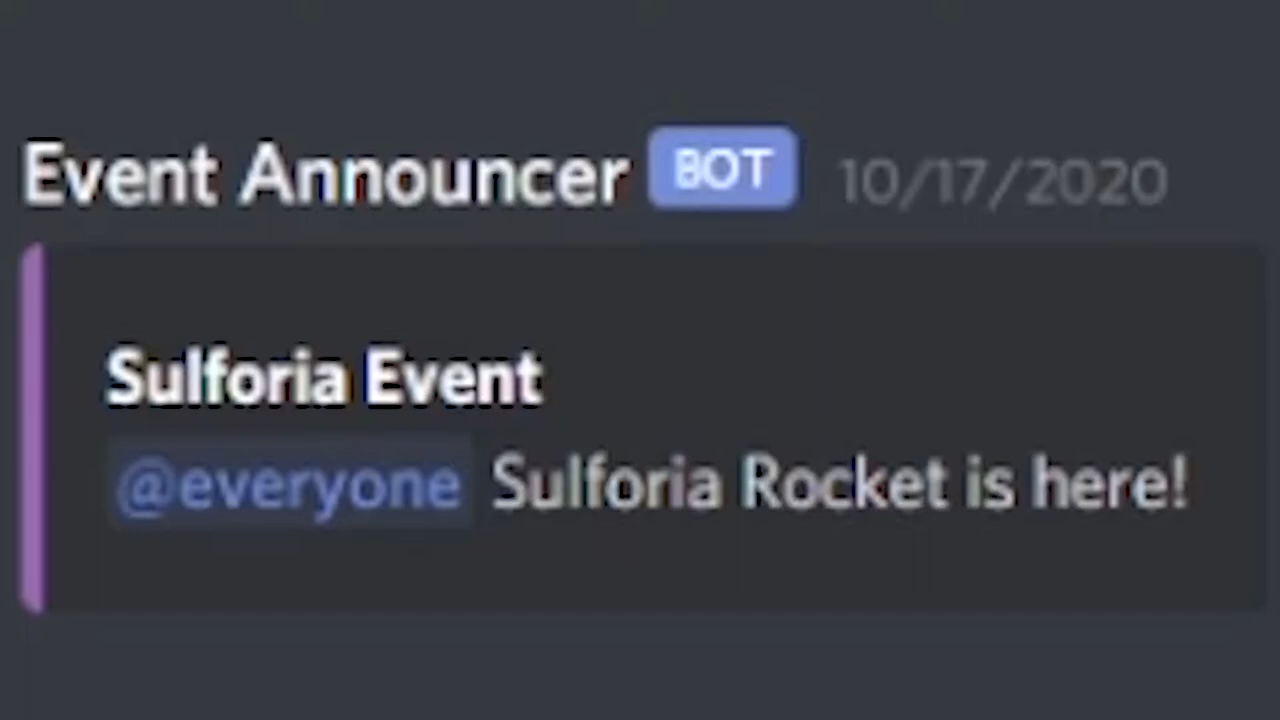 Event Announcer BOT 10/17/2020
Sulforia Event
@everyone Sulforia Rocket is here!